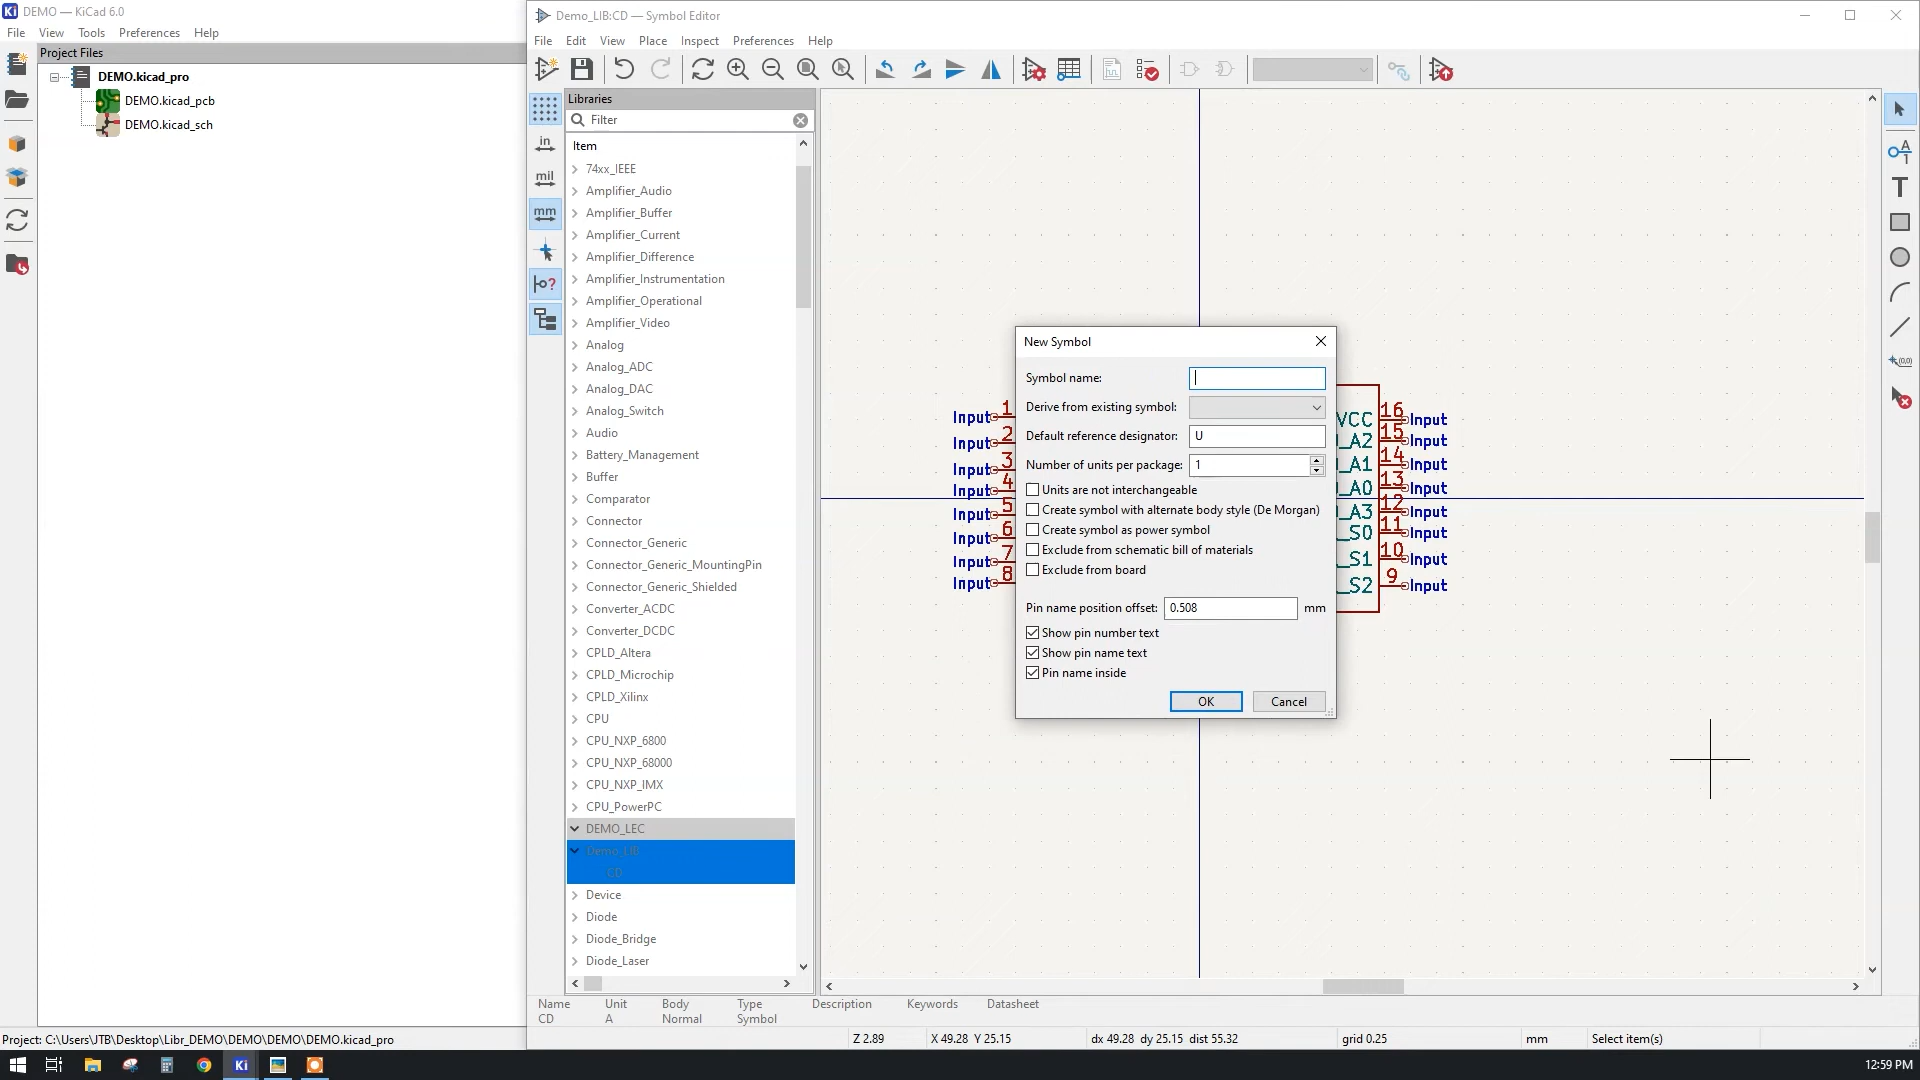 DEMO — KiCad 6.0
File View Tools Preferences Help
Project Files
DEMO.kicad_pro
DEMO.kicad_pcb
DEMO.kicad_sch
Demo_LIB:CD — Symbol Editor
File Edit View Place Inspect Preferences Help
in
mil
mm
Libraries
Filter
Item
74xx_IEEE
Amplifier_Audio
Amplifier_Buffer
Amplifier_Current
Amplifier_Difference
Amplifier_Instrumentation
Amplifier_Operational
Amplifier_Video
Analog
Analog_ADC
Analog_DAC
Analog_Switch
Audio
Battery_Management
Buffer
Comparator
Connector
Connector_Generic
Connector_Generic_MountingPin
Connector_Generic_Shielded
Converter_ACDC
Converter_DCDC
CPLD_Altera
CPLD_Microchip
CPLD_Xilinx
CPU
CPU_NXP_6800
CPU_NXP_68000
CPU_NXP_IMX
CPU_PowerPC
DEMO_LEC
Demo_LIB
CD
Device
Diode
Diode_Bridge
Diode_Laser
Input 1
Input 2
Input 3
Input 4
Input 5
Input 6
Input 7
Input 8
New Symbol
Symbol name:
Derive from existing symbol:
Default reference designator: U
Number of units per package: 1
Units are not interchangeable
Create symbol with alternate body style (De Morgan)
Create symbol as power symbol
Exclude from schematic bill of materials
Exclude from board
Pin name position offset: 0.508 mm
Show pin number text
Show pin name text
Pin name inside
OK Cancel
VCC 16 Input
_A2 15 Input
_A1 14 Input
_A0 13 Input
_A3 12 Input
_S0 11 Input
_S1 10 Input
_S2 9 Input
Name Unit Body Type Description Keywords Datasheet
CD A Normal Symbol
Project: C:\Users\JTB\Desktop\Libr_DEMO\DEMO\DEMO\DEMO.kicad_pro
Z 2.89 X 49.28 Y 25.15 dx 49.28 dy 25.15 dist 55.32 grid 0.25 mm Select item(s)
12:59 PM